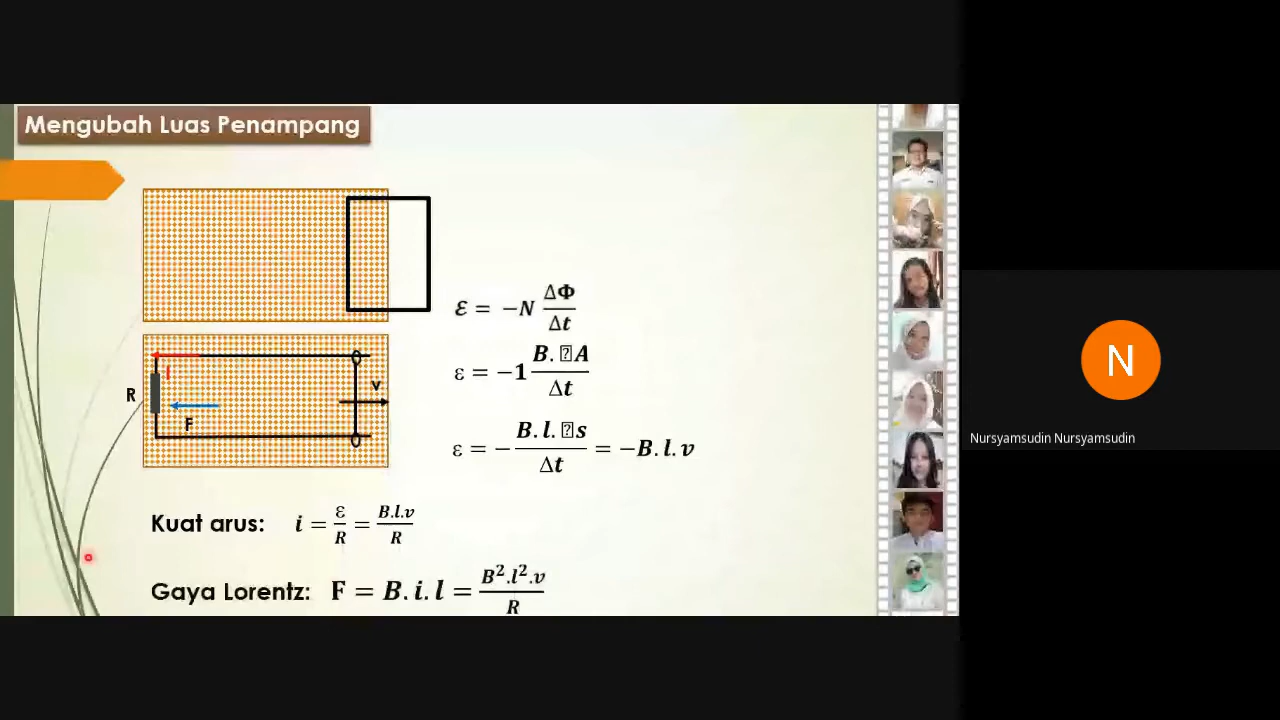 Mengubah Luas Penampang
R
I
F
v
ε = −N ΔΦ/Δt
ε = −1 B.⍰A/Δt
ε = − B.l.⍰s/Δt = −B.l.v
Kuat arus: i = ε/R = B.l.v/R
Gaya Lorentz: F = B.i.l = B².l².v/R
N
Nursyamsudin Nursyamsudin